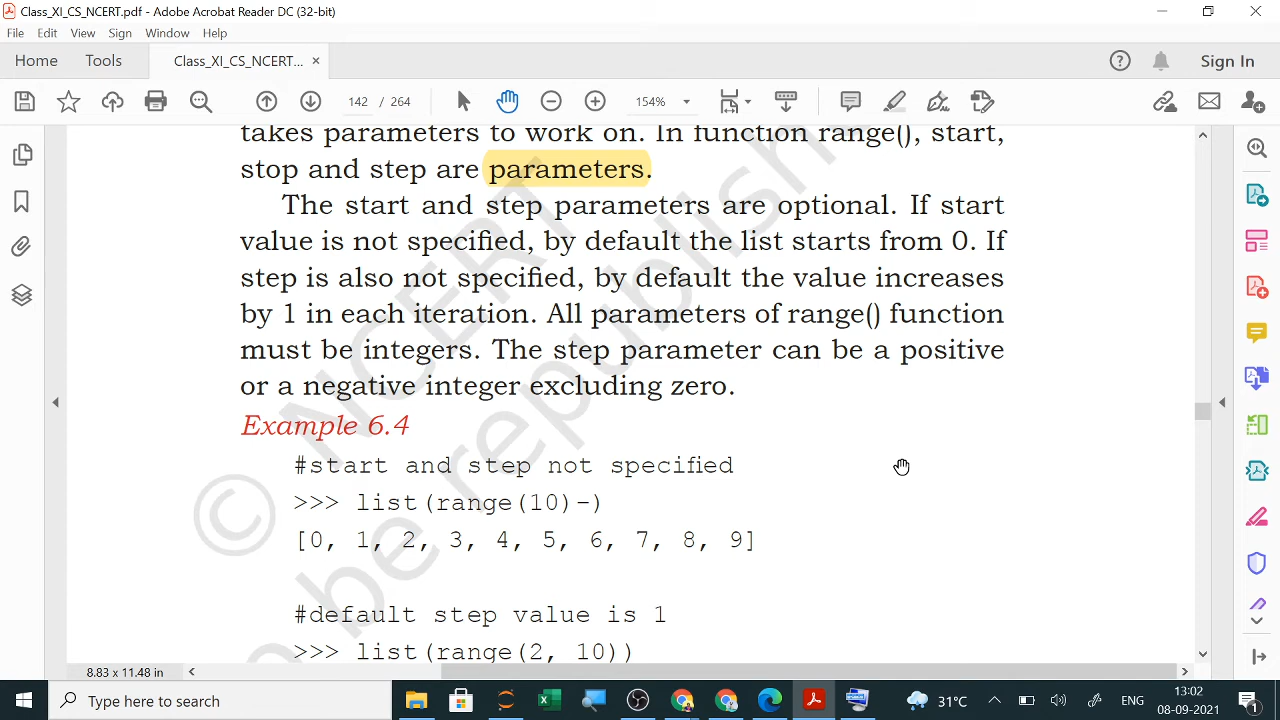 Class_XI_CS_NCERT.pdf - Adobe Acrobat Reader DC (32-bit)
File Edit View Sign Window Help
Home Tools Class_XI_CS_NCERT... × Sign In
142 / 264 154%
takes parameters to work on. In function range(), start,
stop and step are parameters.
The start and step parameters are optional. If start
value is not specified, by default the list starts from 0. If
step is also not specified, by default the value increases
by 1 in each iteration. All parameters of range() function
must be integers. The step parameter can be a positive
or a negative integer excluding zero.
Example 6.4
#start and step not specified
>>> list(range(10)-)
[0, 1, 2, 3, 4, 5, 6, 7, 8, 9]
#default step value is 1
>>> list(range(2, 10))
© NCERT
be republish
8.83 x 11.48 in
Type here to search
31°C ENG 13:02
08-09-2021
1